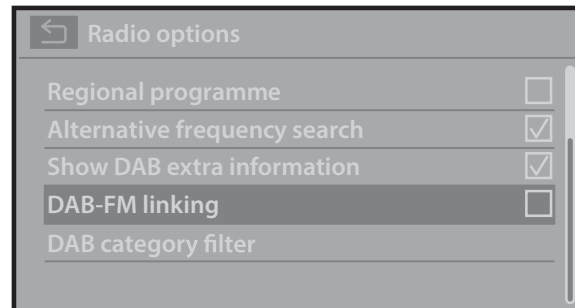 Radio options
Regional programme
Alternative frequency search
Show DAB extra information
DAB-FM linking
DAB category filter